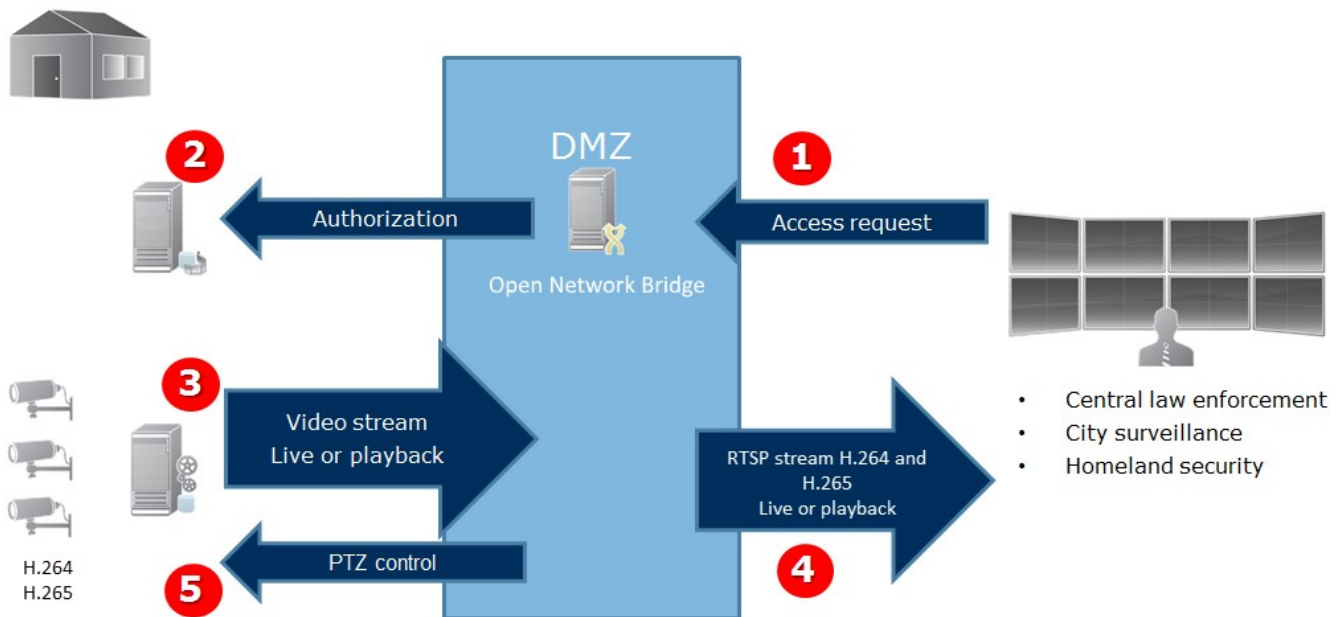 DMZ
1
2
Authorization
Access request
Open Network Bridge
3
Video stream
Live or playback
• Central law enforcement
• City surveillance
• Homeland security
RTSP stream H.264 and
H.265
Live or playback
PTZ control
4
H.264
H.265
5